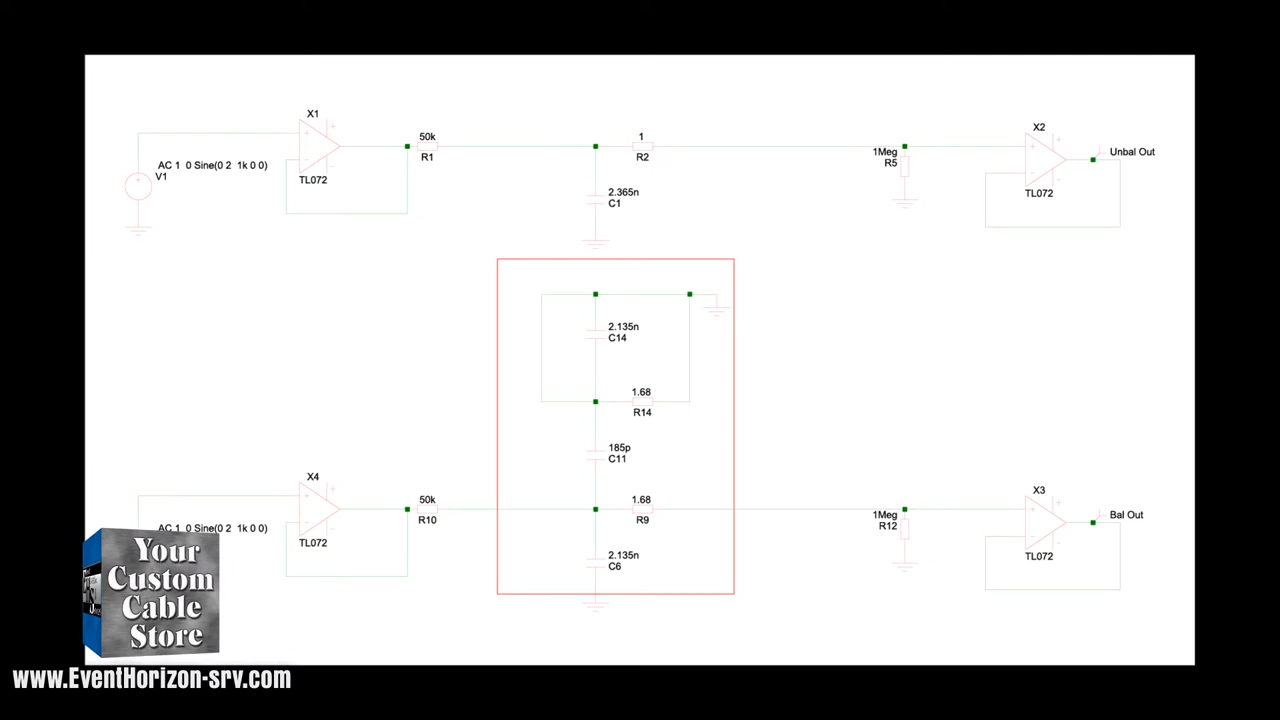 X1
AC 1 0 Sine(0 2 1k 0 0)
V1
TL072
50k
R1
1
R2
2.365n
C1
1Meg
R5
X2
TL072
Unbal Out
2.135n
C14
1.68
R14
185p
C11
X4
AC 1 0 Sine(0 2 1k 0 0)
TL072
50k
R10
1.68
R9
2.135n
C6
1Meg
R12
X3
TL072
Bal Out
Your
Custom
Cable
Store
www.EventHorizon-srv.com